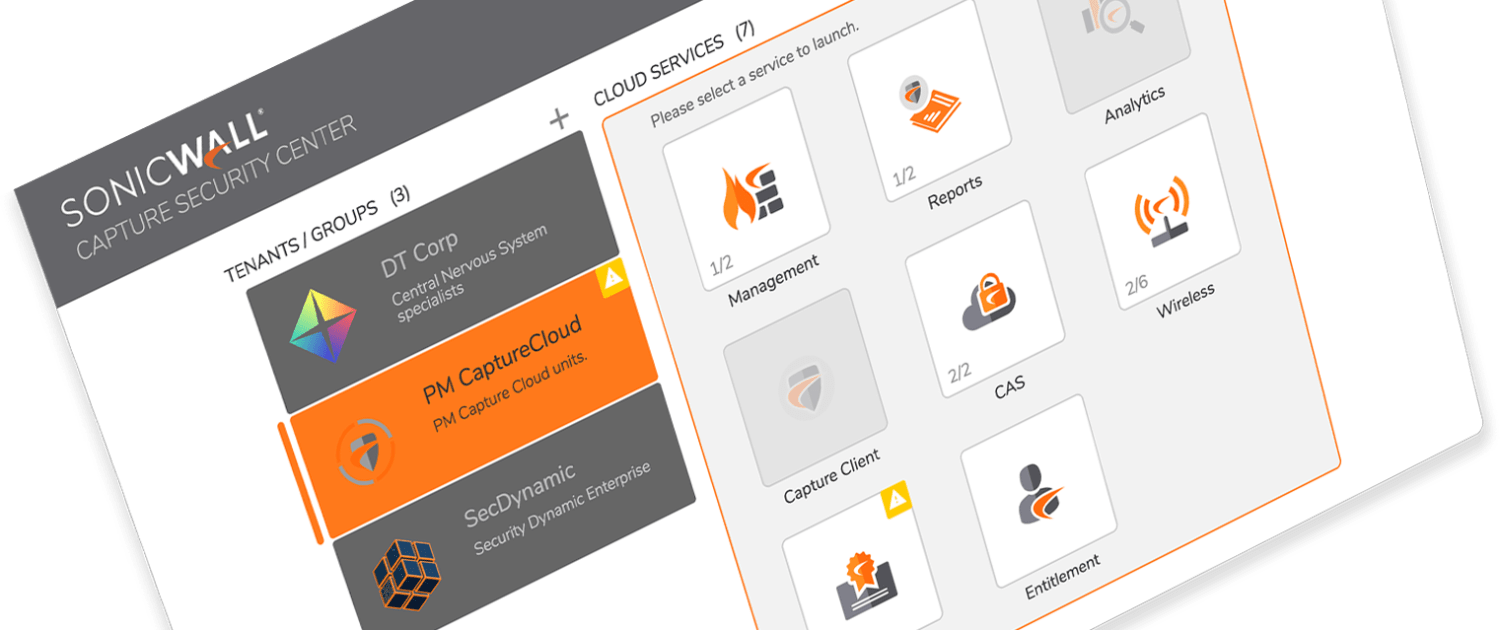 SONICWALL®
CAPTURE SECURITY CENTER
TENANTS / GROUPS (3)
+
DT Corp
Central Nervous System
specialists
PM CaptureCloud
PM Capture Cloud units.
SecDynamic
Security Dynamic Enterprise
CLOUD SERVICES (7)
Please select a service to launch.
1/2
Management
1/2
Reports
Analytics
Capture Client
2/2
CAS
2/6
Wireless
Entitlement